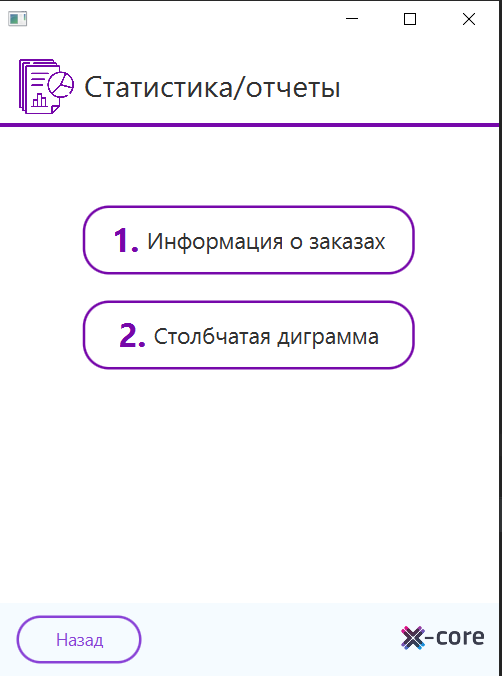 Статистика/отчеты
1. Информация о заказах
2. Столбчатая диграмма
Назад
X-core